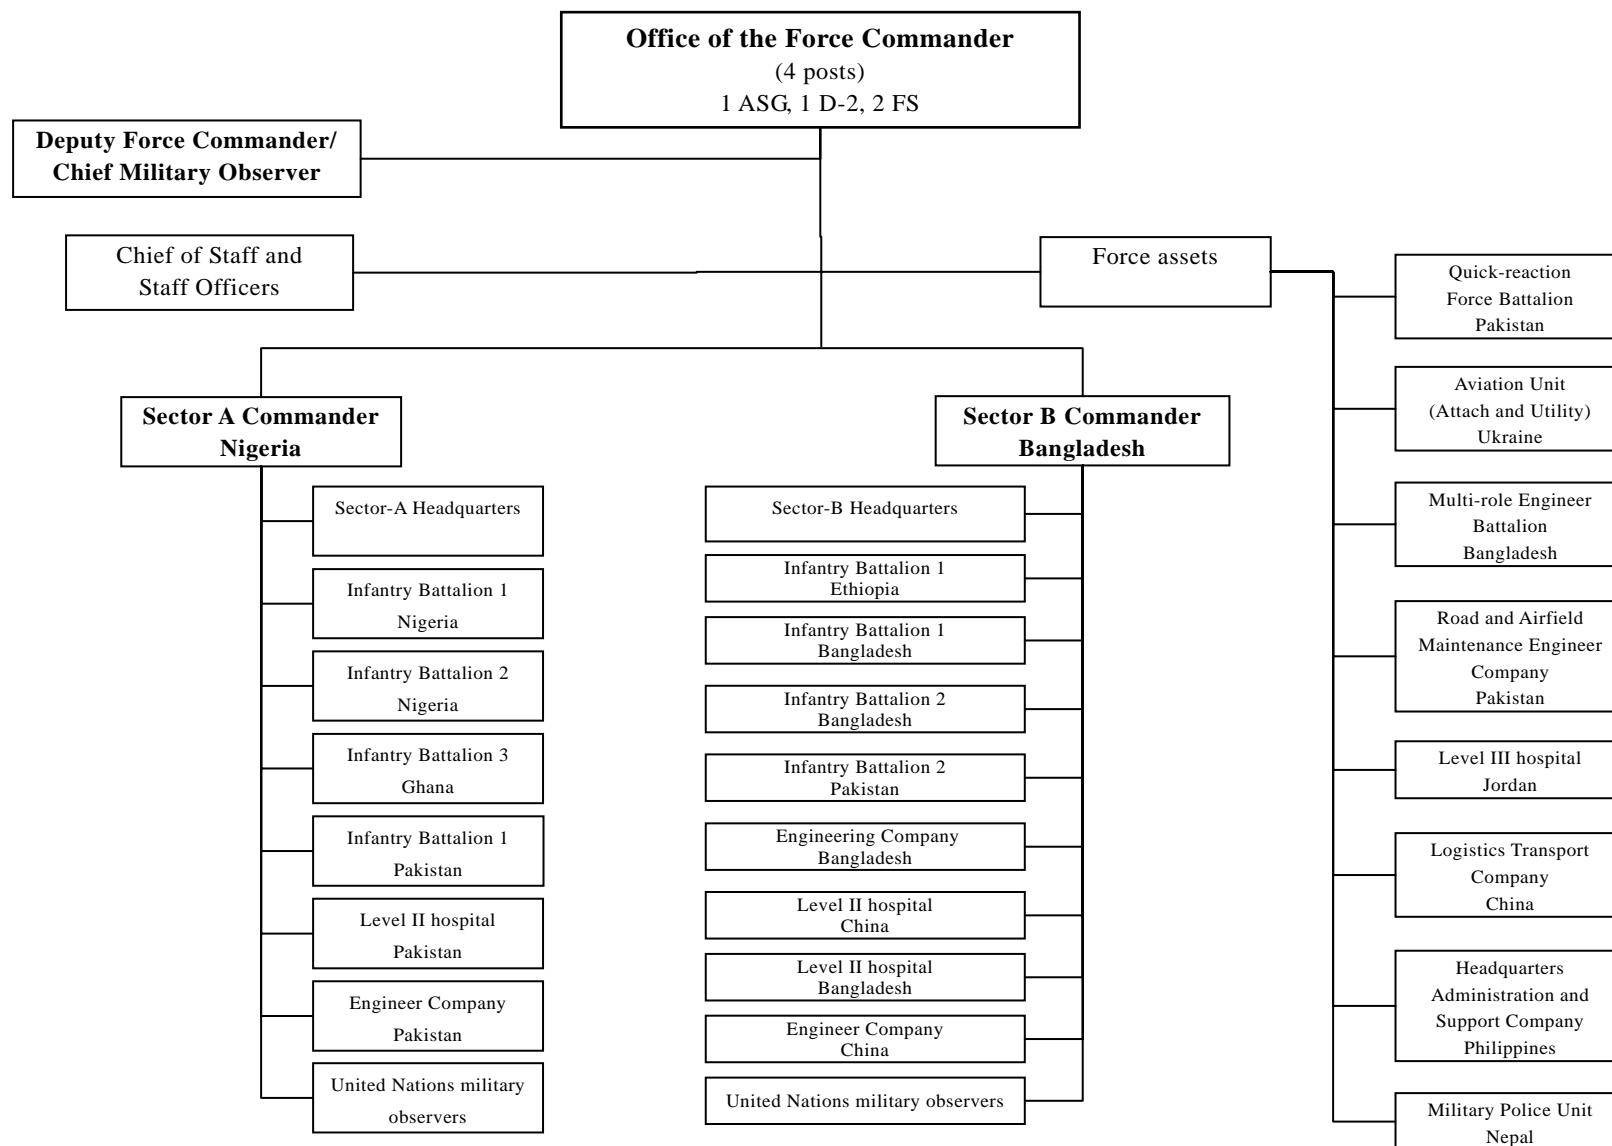 Office of the Force Commander
(4 posts)
1 ASG, 1 D-2, 2 FS
Deputy Force Commander/
Chief Military Observer
Chief of Staff and
Staff Officers
Force assets
Sector A Commander
Nigeria
Sector-A Headquarters
Infantry Battalion 1
Nigeria
Infantry Battalion 2
Nigeria
Infantry Battalion 3
Ghana
Infantry Battalion 1
Pakistan
Level II hospital
Pakistan
Engineer Company
Pakistan
United Nations military
observers
Sector B Commander
Bangladesh
Sector-B Headquarters
Infantry Battalion 1
Ethiopia
Infantry Battalion 1
Bangladesh
Infantry Battalion 2
Bangladesh
Infantry Battalion 2
Pakistan
Engineering Company
Bangladesh
Level II hospital
China
Level II hospital
Bangladesh
Engineer Company
China
United Nations military observers
Quick-reaction
Force Battalion
Pakistan
Aviation Unit
(Attach and Utility)
Ukraine
Multi-role Engineer
Battalion
Bangladesh
Road and Airfield
Maintenance Engineer
Company
Pakistan
Level III hospital
Jordan
Logistics Transport
Company
China
Headquarters
Administration and
Support Company
Philippines
Military Police Unit
Nepal